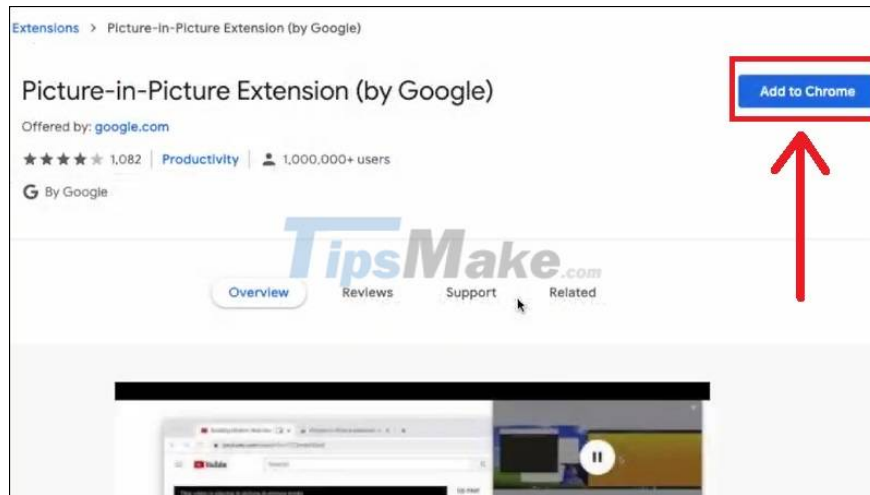 Extensions > Picture-in-Picture Extension (by Google)
Picture-in-Picture Extension (by Google)
Add to Chrome
Offered by: google.com
1,082 | Productivity | 1,000,000+ users
G By Google
TipsMake.com
Overview Reviews Support Related
YouTube